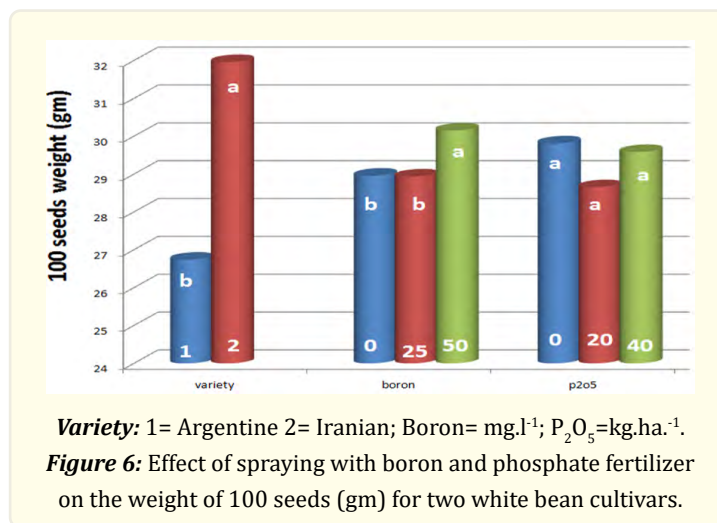 100 seeds weight (gm)
32
31
30
29
28
27
26
25
24
b
1
a
2
b
0
b
25
a
50
a
0
a
20
a
40
variety
boron
p2o5
Variety: 1= Argentine 2= Iranian; Boron= mg.l⁻¹; P₂O₅=kg.ha.⁻¹.
Figure 6: Effect of spraying with boron and phosphate fertilizer
on the weight of 100 seeds (gm) for two white bean cultivars.